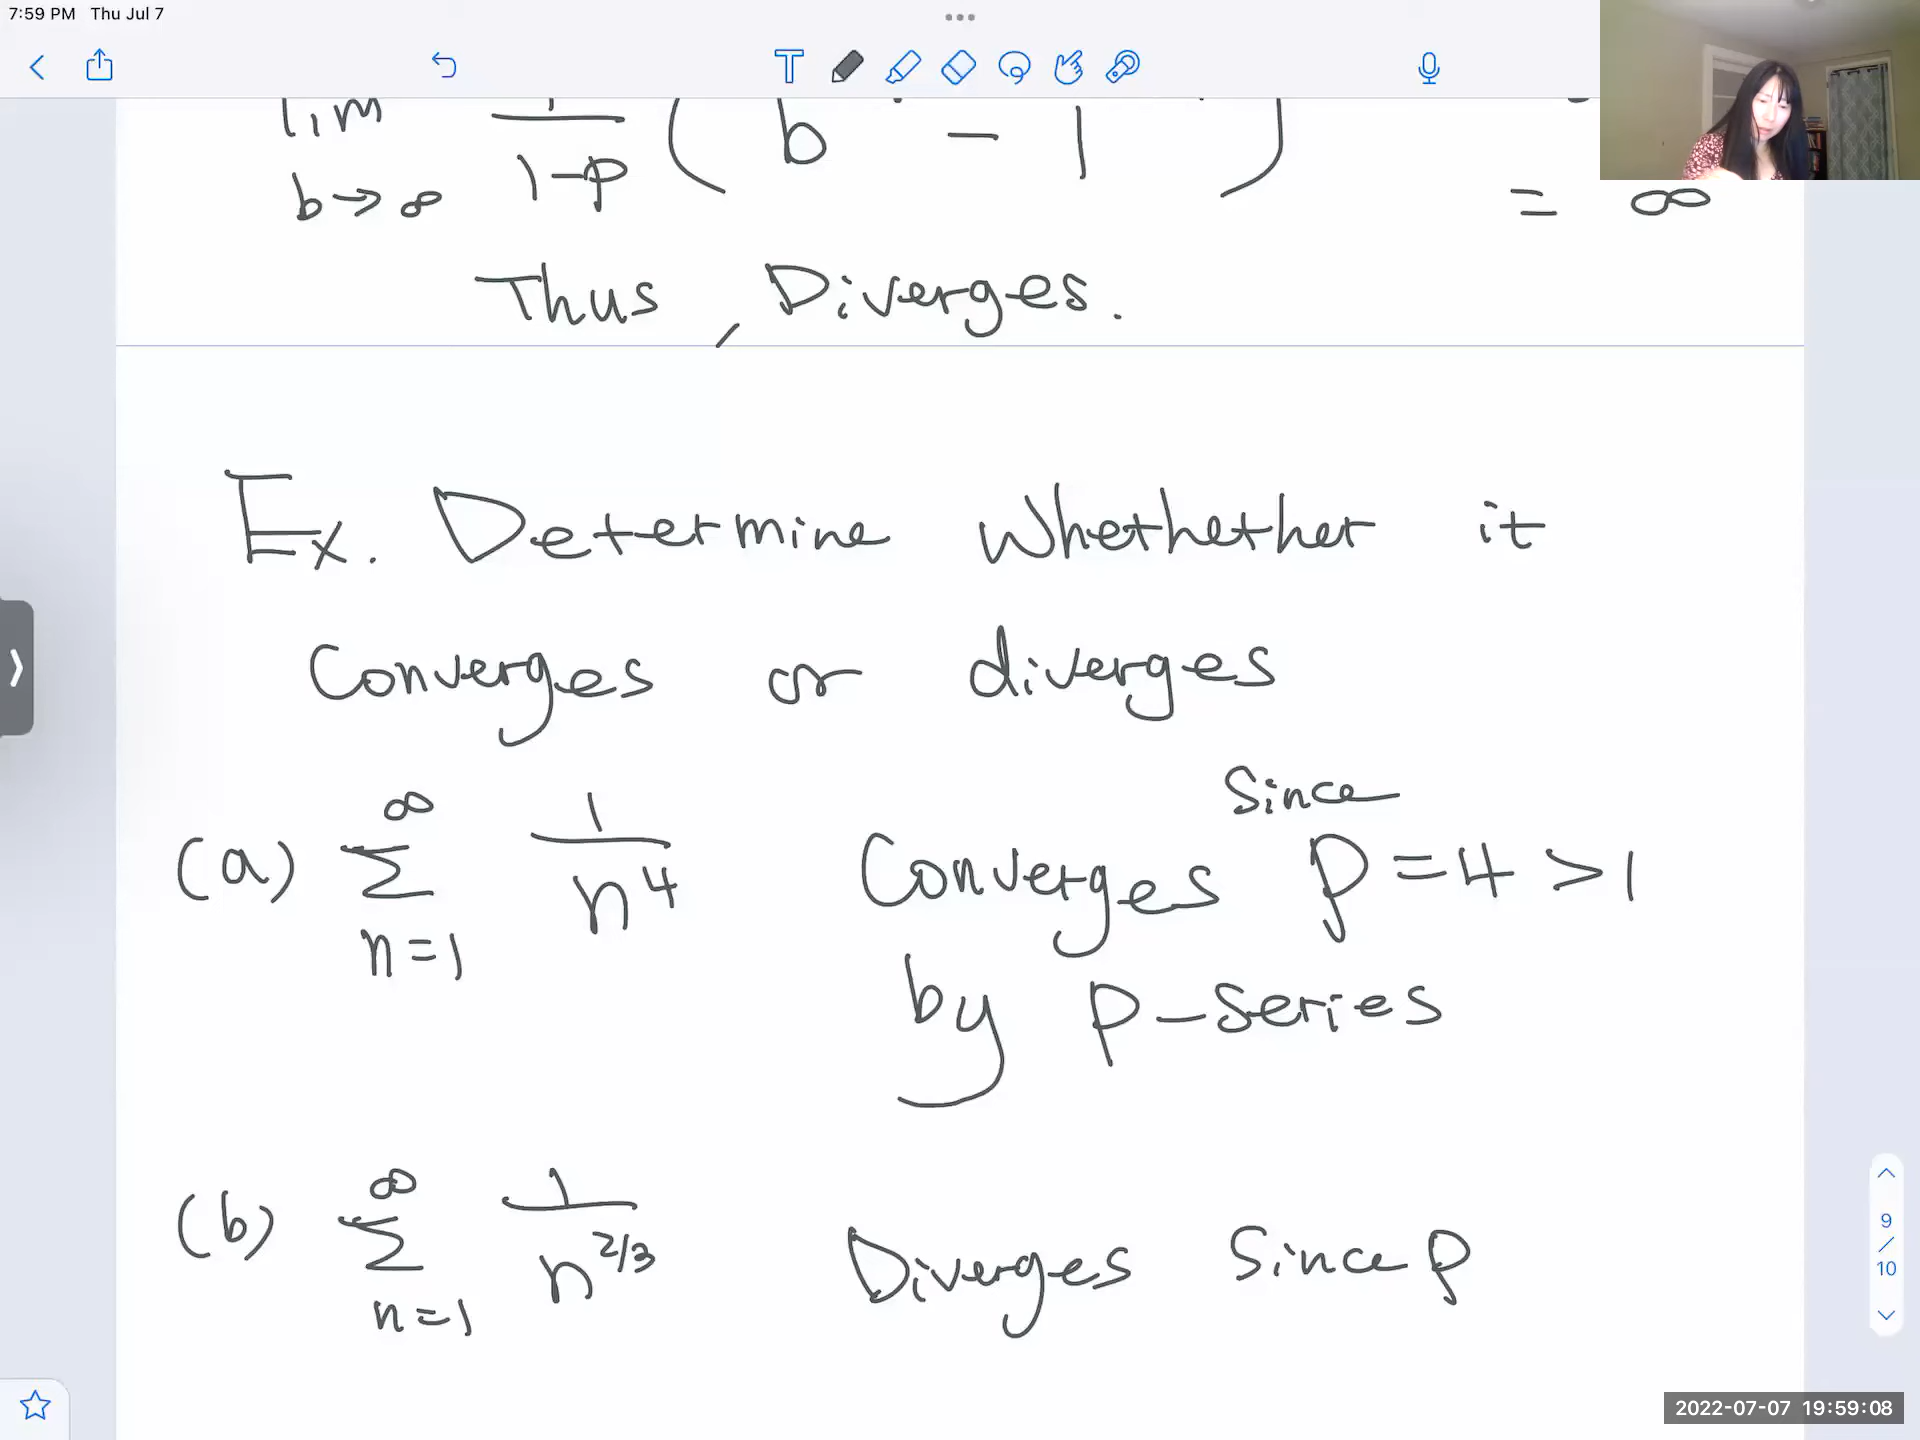 7:59 PM Thu Jul 7
lim 1/(1-p) ( b - 1 )
b→∞
= ∞
Thus, Diverges.
Ex. Determine Whethether it
Converges or diverges
(a) ∞ Σ n=1 1/n^4 Converges Since p=4>1
by p-series
(b) ∞ Σ n=1 1/n^2/3 Diverges Since p
9
/
10
2022-07-07 19:59:08